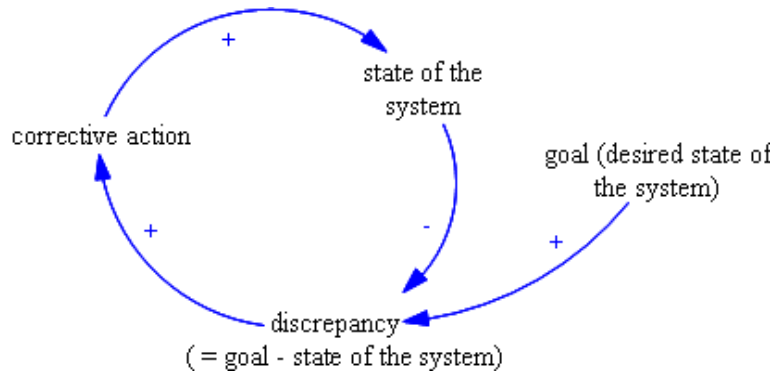 +
state of the
system
corrective action
goal (desired state of
the system)
+
-
+
discrepancy
( = goal - state of the system)